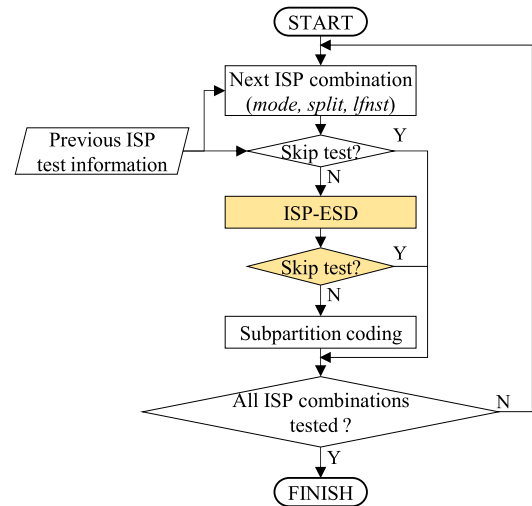 START
Next ISP combination
(mode, split, lfnst)
Previous ISP
test information
Skip test?
Y
N
ISP-ESD
Skip test?
Y
N
Subpartition coding
All ISP combinations
tested ?
N
Y
FINISH